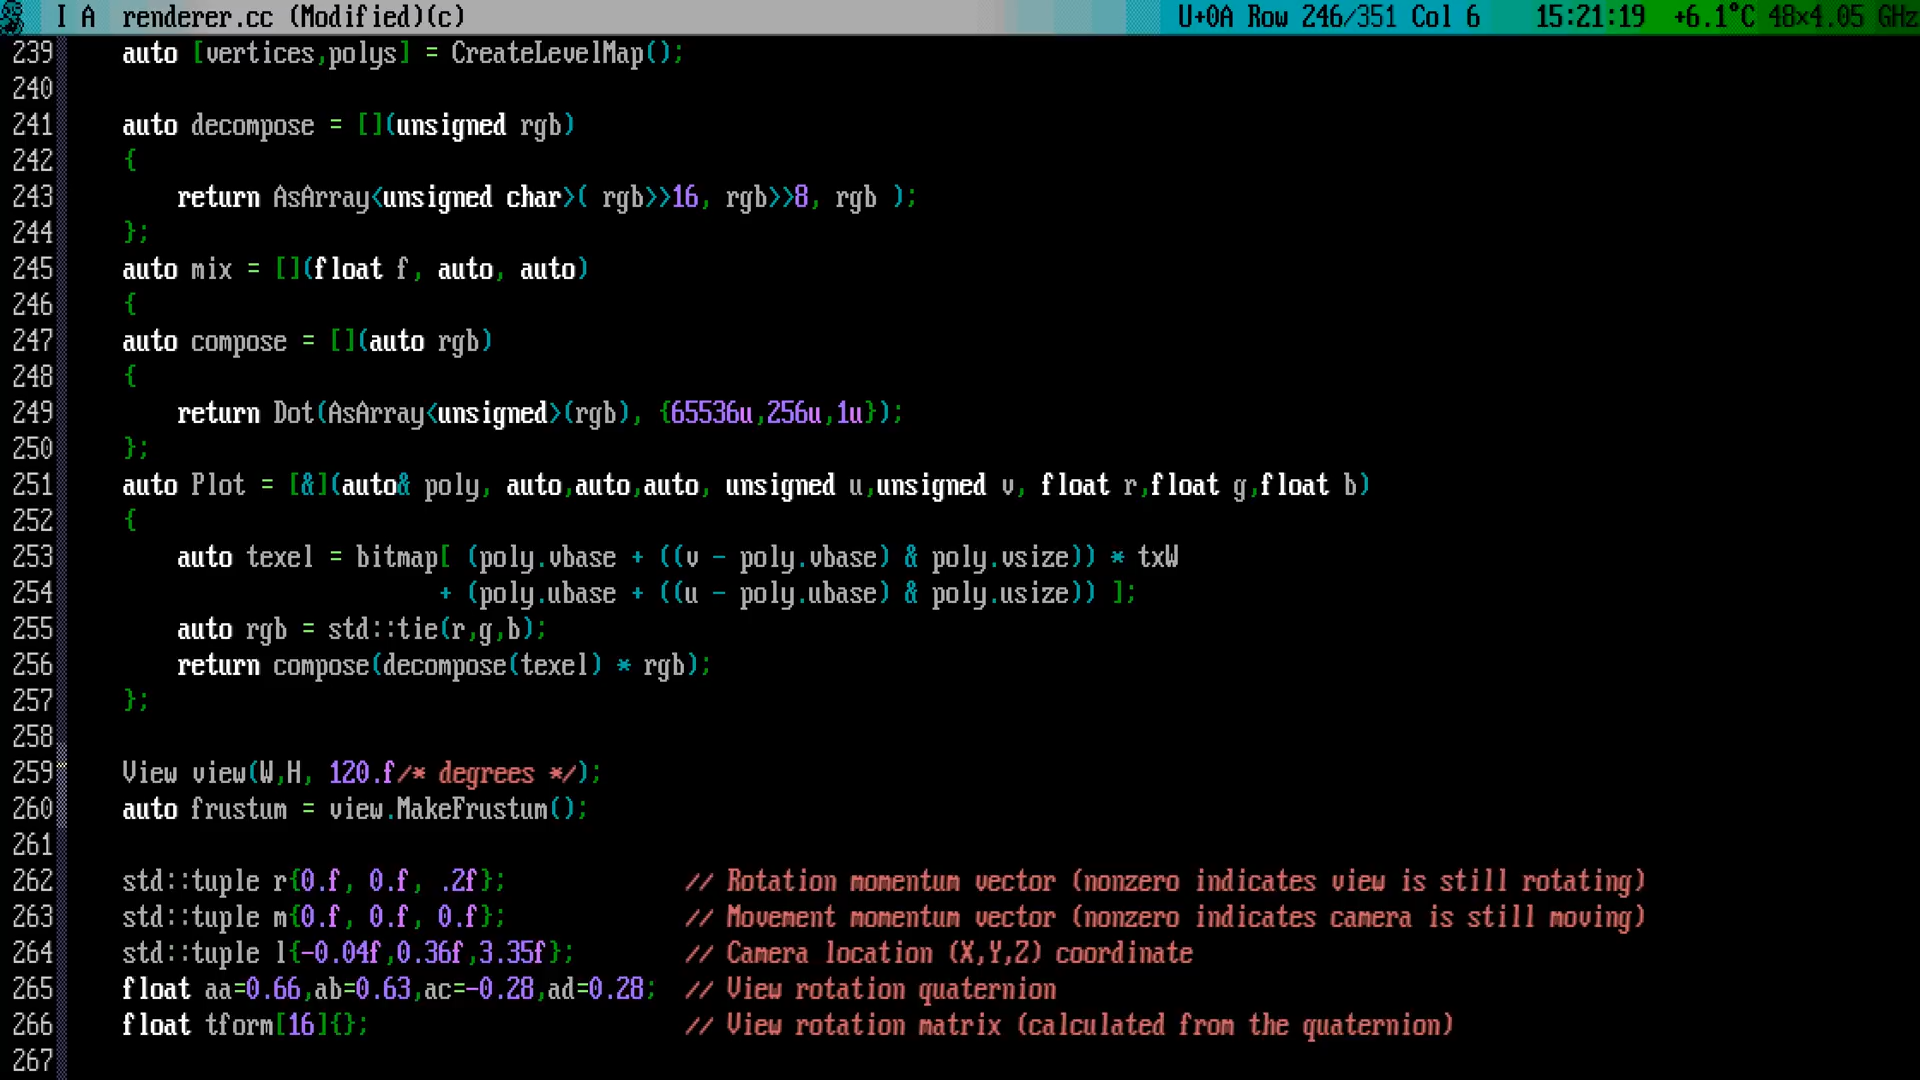 I A renderer.cc (Modified)(c) U+0A Row 246/351 Col 6 15:21:19 +6.1°C 48×4.05 GHz
239 auto [vertices,polys] = CreateLevelMap();
240
241 auto decompose = [](unsigned rgb)
242 {
243 return AsArray<unsigned char>( rgb>>16, rgb>>8, rgb );
244 };
245 auto mix = [](float f, auto, auto)
246 {
247 auto compose = [](auto rgb)
248 {
249 return Dot(AsArray<unsigned>(rgb), {65536u,256u,1u});
250 };
251 auto Plot = [&](auto& poly, auto,auto,auto, unsigned u,unsigned v, float r,float g,float b)
252 {
253 auto texel = bitmap[ (poly.vbase + ((v - poly.vbase) & poly.vsize)) * txW
254 + (poly.ubase + ((u - poly.ubase) & poly.usize)) ];
255 auto rgb = std::tie(r,g,b);
256 return compose(decompose(texel) * rgb);
257 };
258
259 View view(W,H, 120.f/* degrees */);
260 auto frustum = view.MakeFrustum();
261
262 std::tuple r{0.f, 0.f, .2f}; // Rotation momentum vector (nonzero indicates view is still rotating)
263 std::tuple m{0.f, 0.f, 0.f}; // Movement momentum vector (nonzero indicates camera is still moving)
264 std::tuple l{-0.04f,0.36f,3.35f}; // Camera location (X,Y,Z) coordinate
265 float aa=0.66,ab=0.63,ac=-0.28,ad=0.28; // View rotation quaternion
266 float tform[16]{}; // View rotation matrix (calculated from the quaternion)
267